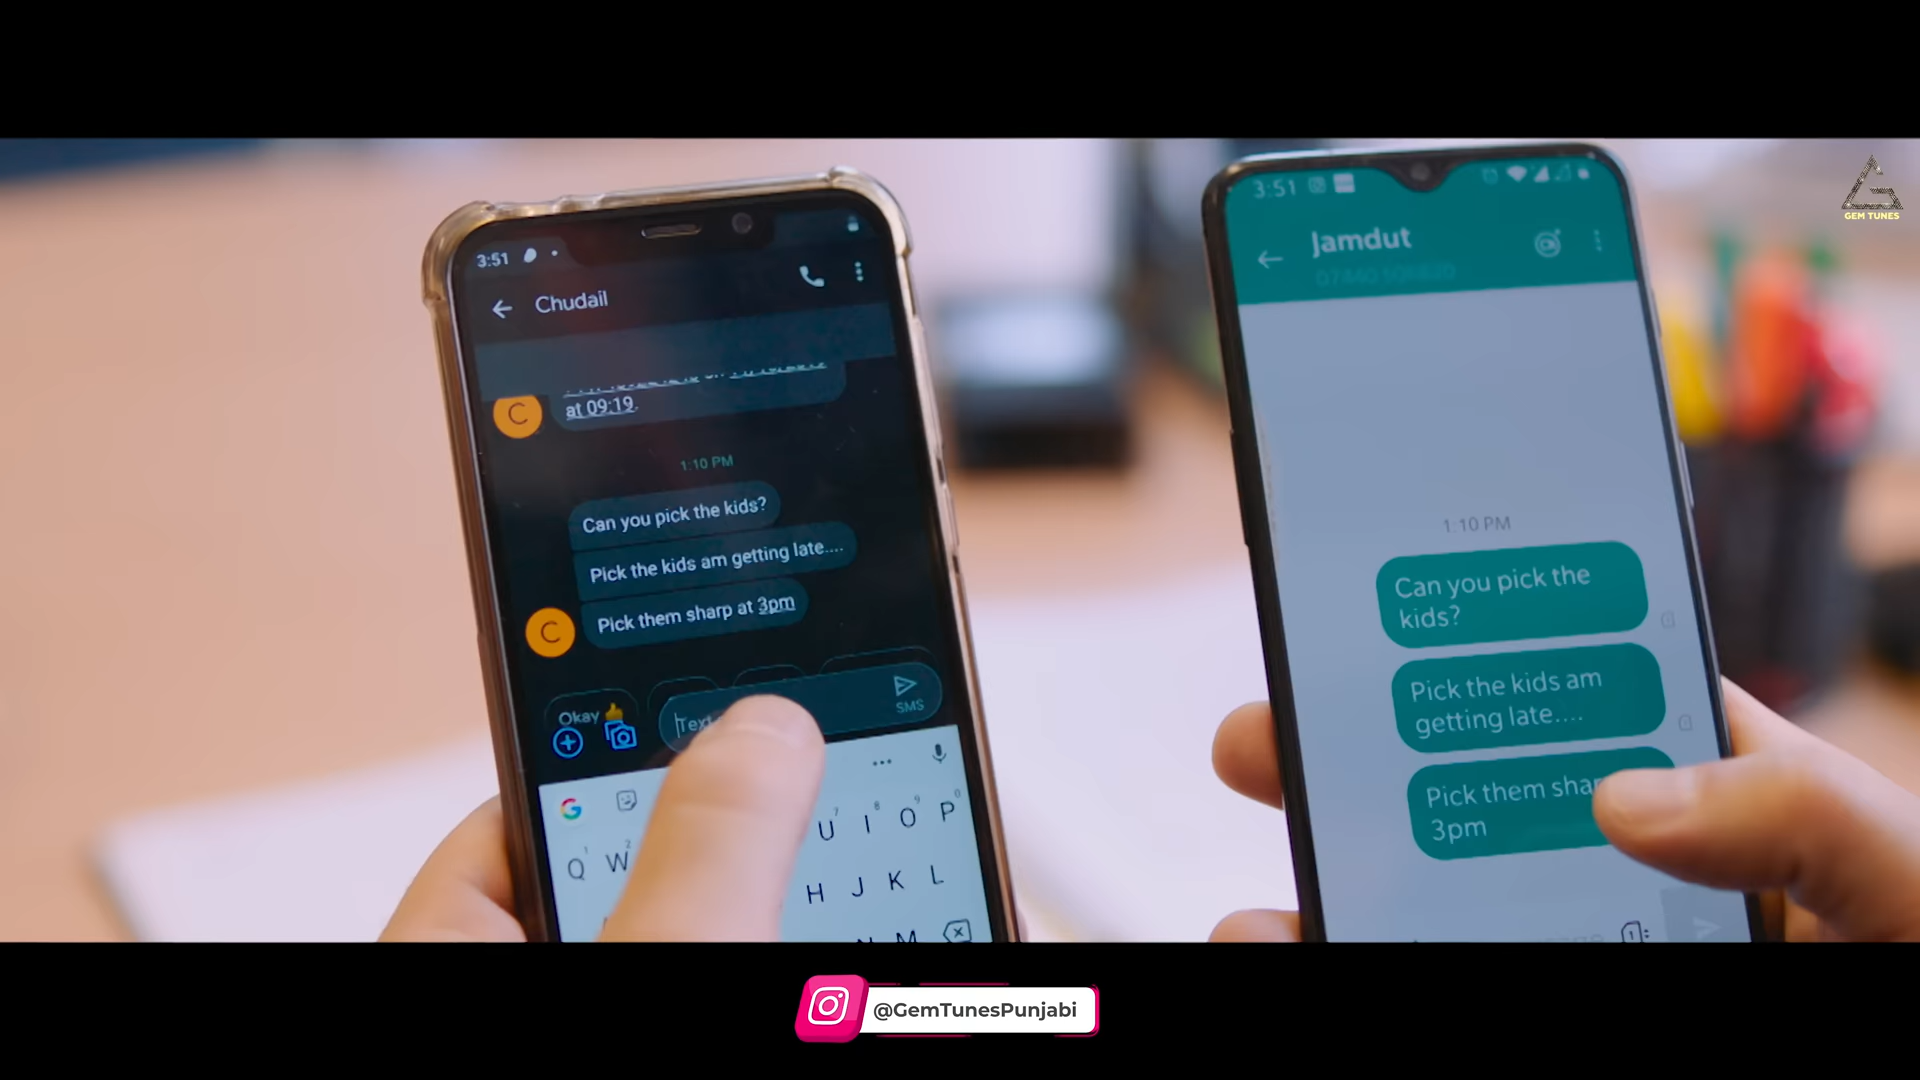 3:51
Chudail
C
at 09:19.
1:10 PM
Can you pick the kids?
Pick the kids am getting late....
C
Pick them sharp at 3pm
Okay 👍
SMS
G
Q W U I O P
H J K L
M
3:51
Jamdut
1:10 PM
Can you pick the
kids?
Pick the kids am
getting late....
Pick them
3pm
GEM TUNES
@GemTunesPunjabi